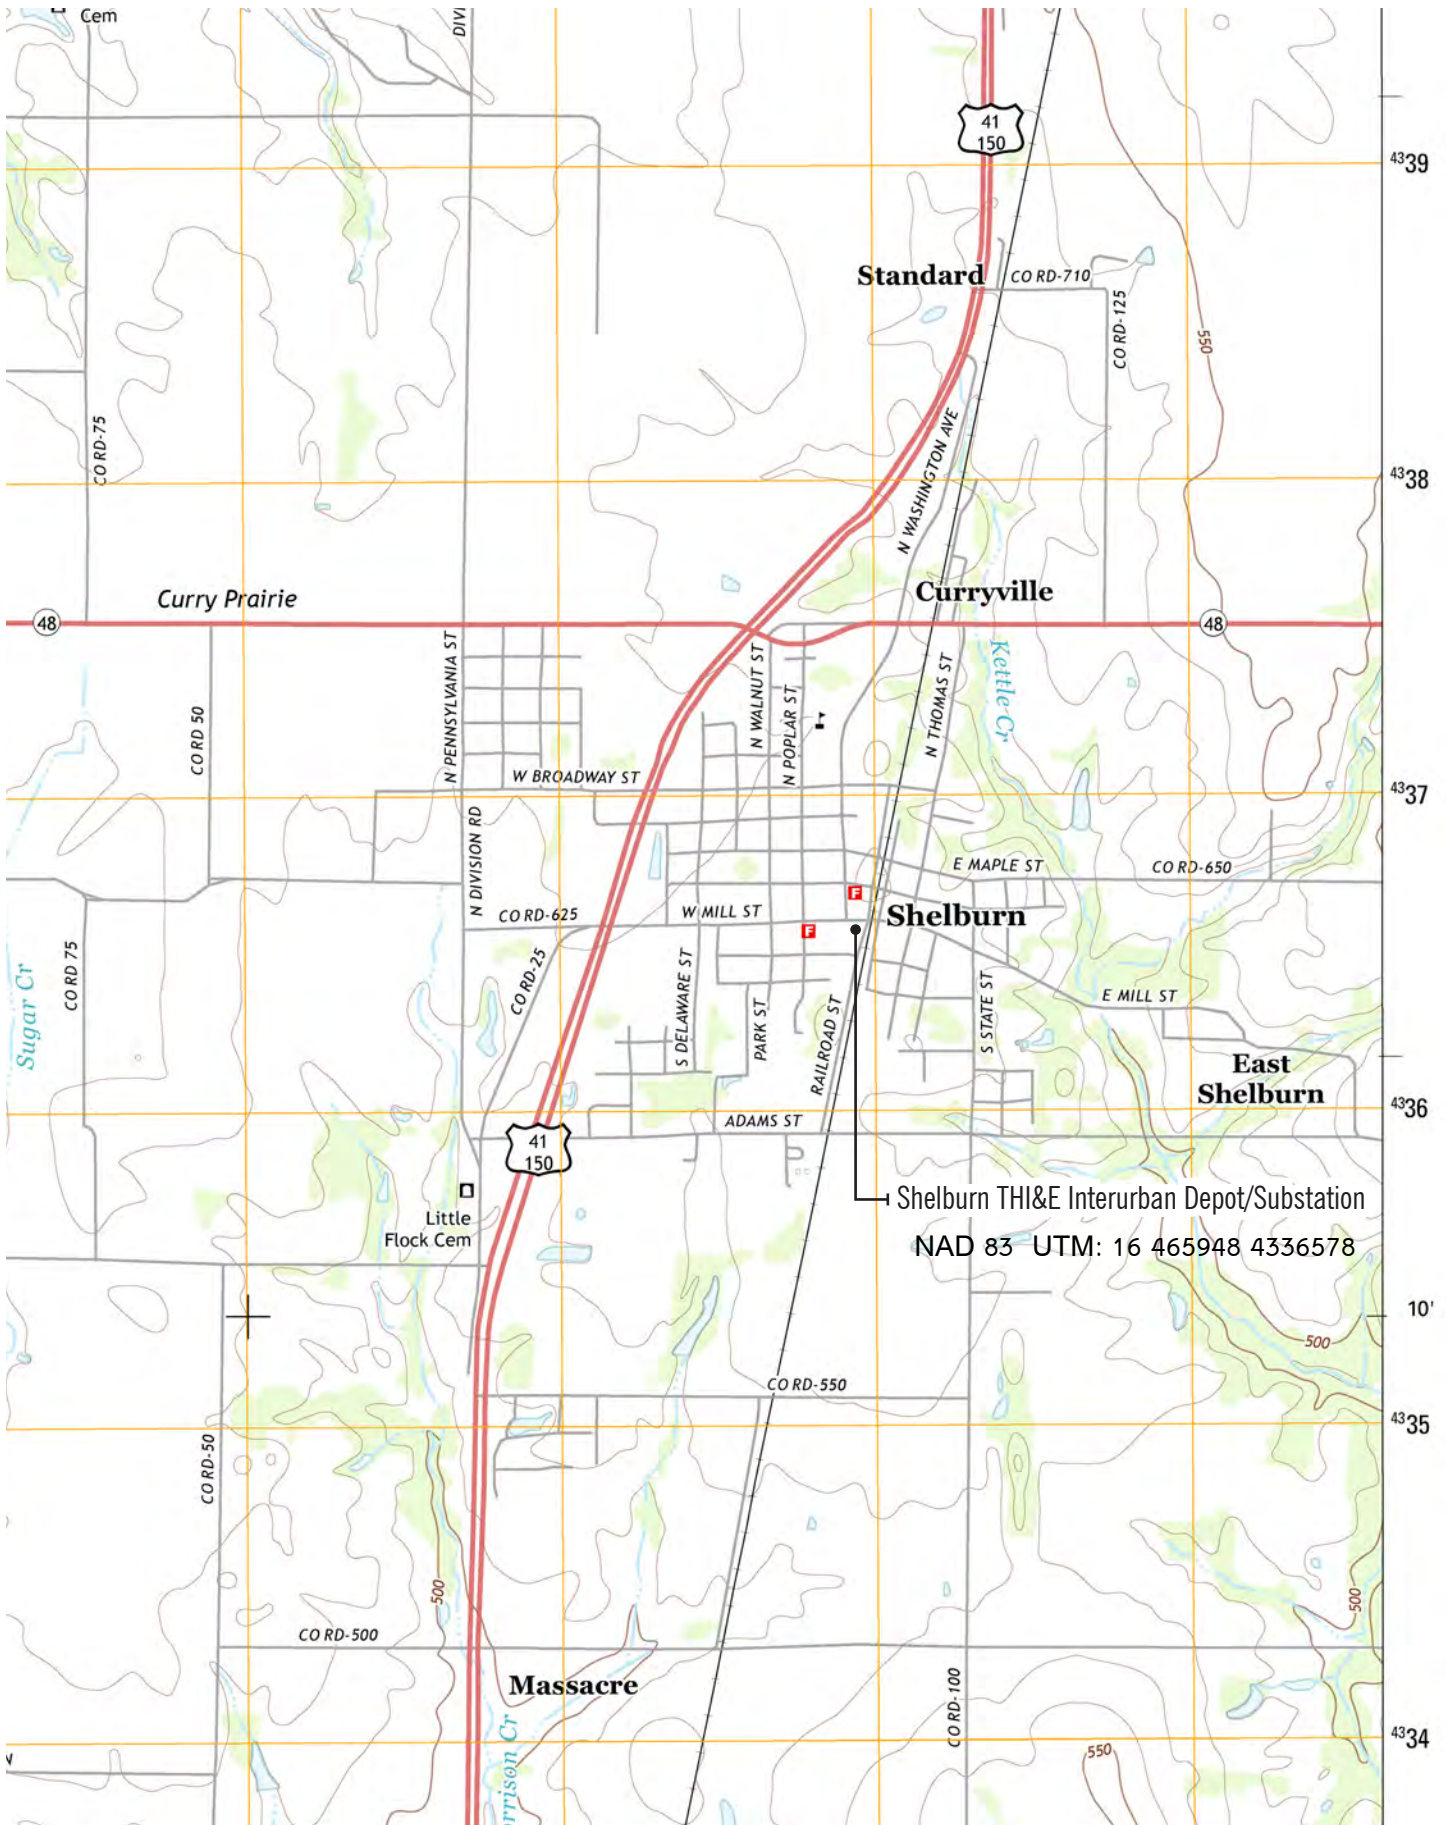 Cem
DIVI
41
150
4339
Standard
CO RD-710
CO RD-125
550
CO RD-75
N WASHINGTON AVE
4338
Curry Prairie
Curryville
48
48
N PENNSYLVANIA ST
N WALNUT ST
N POPLAR ST
N THOMAS ST
Kettle Cr
CO RD 50
W BROADWAY ST
4337
N DIVISION RD
E MAPLE ST
CO RD-650
F
W MILL ST
CO RD-625
F
Shelburn
CO RD 75
Sugar Cr
CO RD-25
S DELAWARE ST
PARK ST
RAILROAD ST
S STATE ST
E MILL ST
East
Shelburn
4336
ADAMS ST
41
150
Little
Flock Cem
Shelburn THI&E Interurban Depot/Substation
NAD 83 UTM: 16 465948 4336578
10'
500
CO RD-550
4335
CO RD-50
500
500
CO RD-500
Massacre
CO RD-100
rrison Cr
4334
550
N